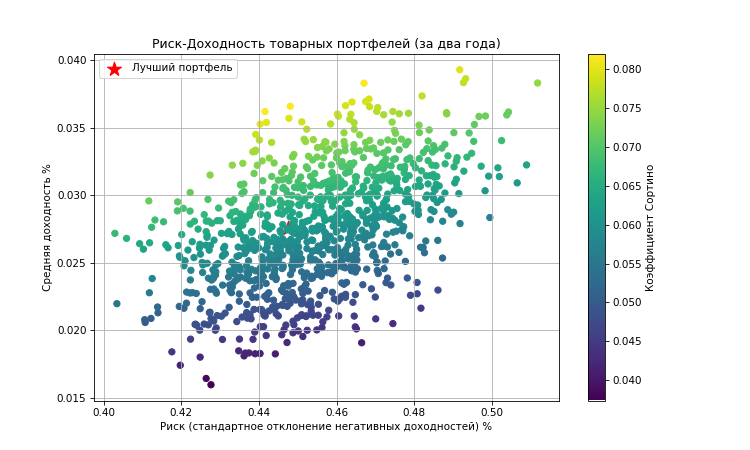 Риск-Доходность товарных портфелей (за два года)
Лучший портфель
Средняя доходность %
0.040
0.035
0.030
0.025
0.020
0.015
0.40 0.42 0.44 0.46 0.48 0.50
Риск (стандартное отклонение негативных доходностей) %
0.080
0.075
0.070
0.065
0.060
0.055
0.050
0.045
0.040
Коэффициент Сортино